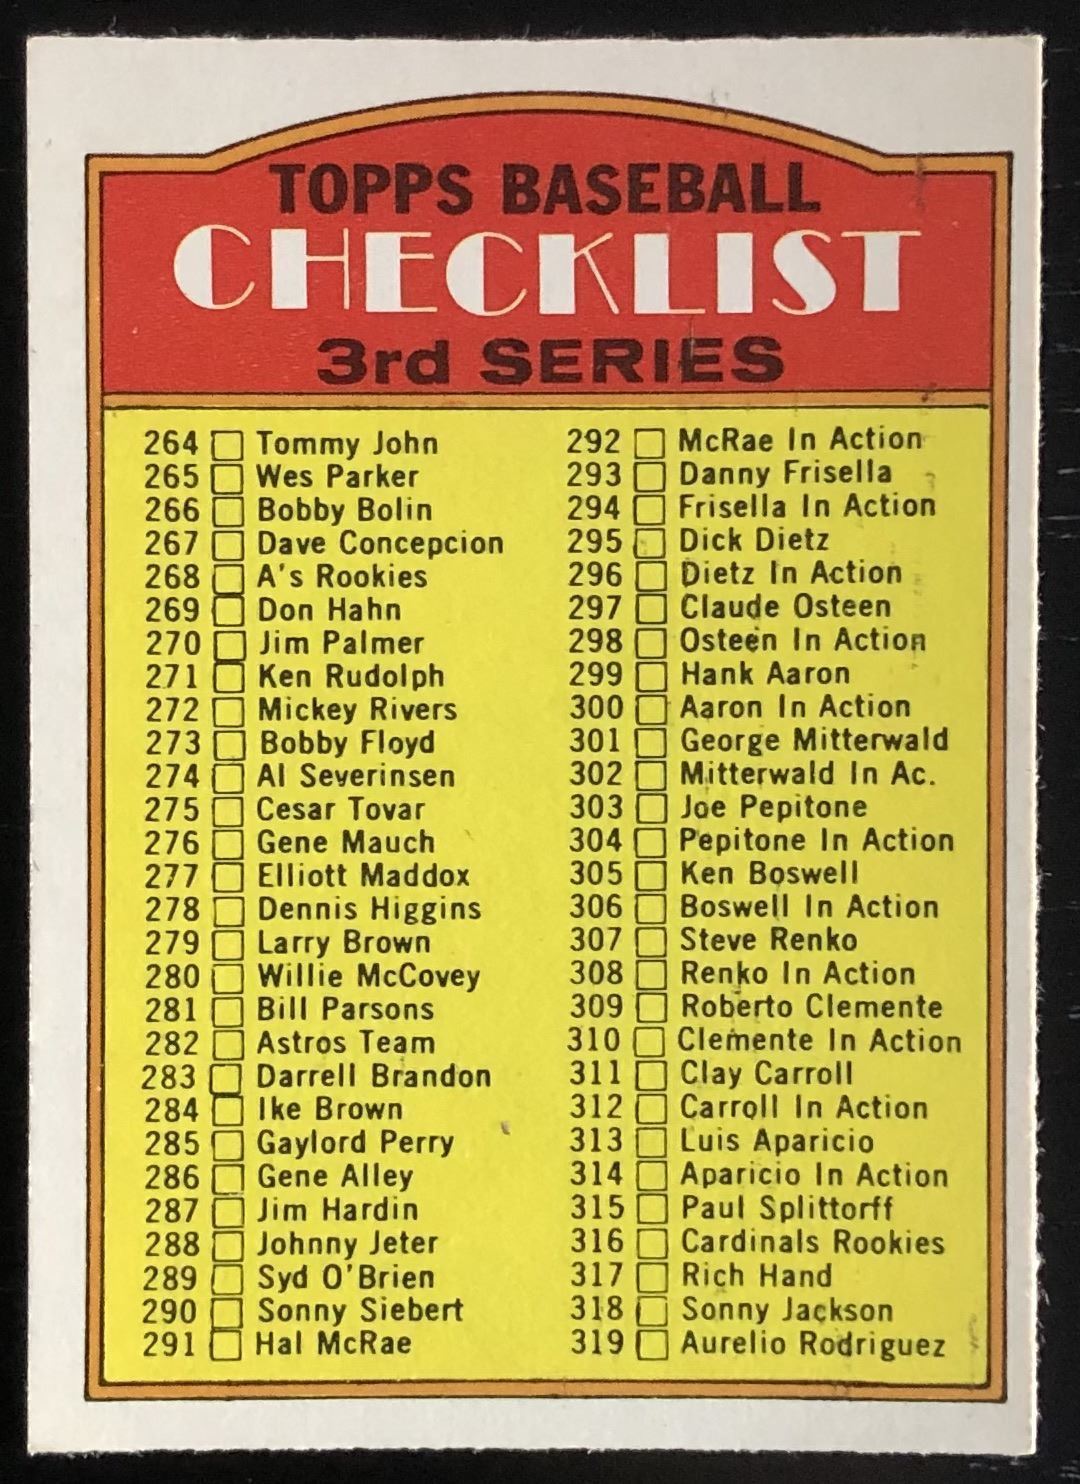 TOPPS BASEBALL
CHECKLIST
3rd SERIES
264 Tommy John
265 Wes Parker
266 Bobby Bolin
267 Dave Concepcion
268 A's Rookies
269 Don Hahn
270 Jim Palmer
271 Ken Rudolph
272 Mickey Rivers
273 Bobby Floyd
274 Al Severinsen
275 Cesar Tovar
276 Gene Mauch
277 Elliott Maddox
278 Dennis Higgins
279 Larry Brown
280 Willie McCovey
281 Bill Parsons
282 Astros Team
283 Darrell Brandon
284 Ike Brown
285 Gaylord Perry
286 Gene Alley
287 Jim Hardin
288 Johnny Jeter
289 Syd O'Brien
290 Sonny Siebert
291 Hal McRae
292 McRae In Action
293 Danny Frisella
294 Frisella In Action
295 Dick Dietz
296 Dietz In Action
297 Claude Osteen
298 Osteen In Action
299 Hank Aaron
300 Aaron In Action
301 George Mitterwald
302 Mitterwald In Ac.
303 Joe Pepitone
304 Pepitone In Action
305 Ken Boswell
306 Boswell In Action
307 Steve Renko
308 Renko In Action
309 Roberto Clemente
310 Clemente In Action
311 Clay Carroll
312 Carroll In Action
313 Luis Aparicio
314 Aparicio In Action
315 Paul Splittorff
316 Cardinals Rookies
317 Rich Hand
318 Sonny Jackson
319 Aurelio Rodriguez